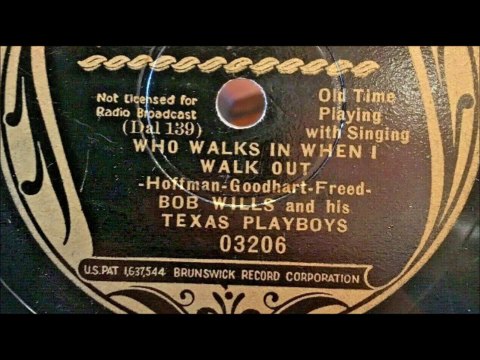 Not Licensed for
Radio Broadcast
(Dal 139)
Old Time
Playing
with Singing
WHO WALKS IN WHEN I
WALK OUT
-Hoffman-Goodhart-Freed-
BOB WILLS and his
TEXAS PLAYBOYS
03206
U.S. PAT 1,637,544 BRUNSWICK RECORD CORPORATION